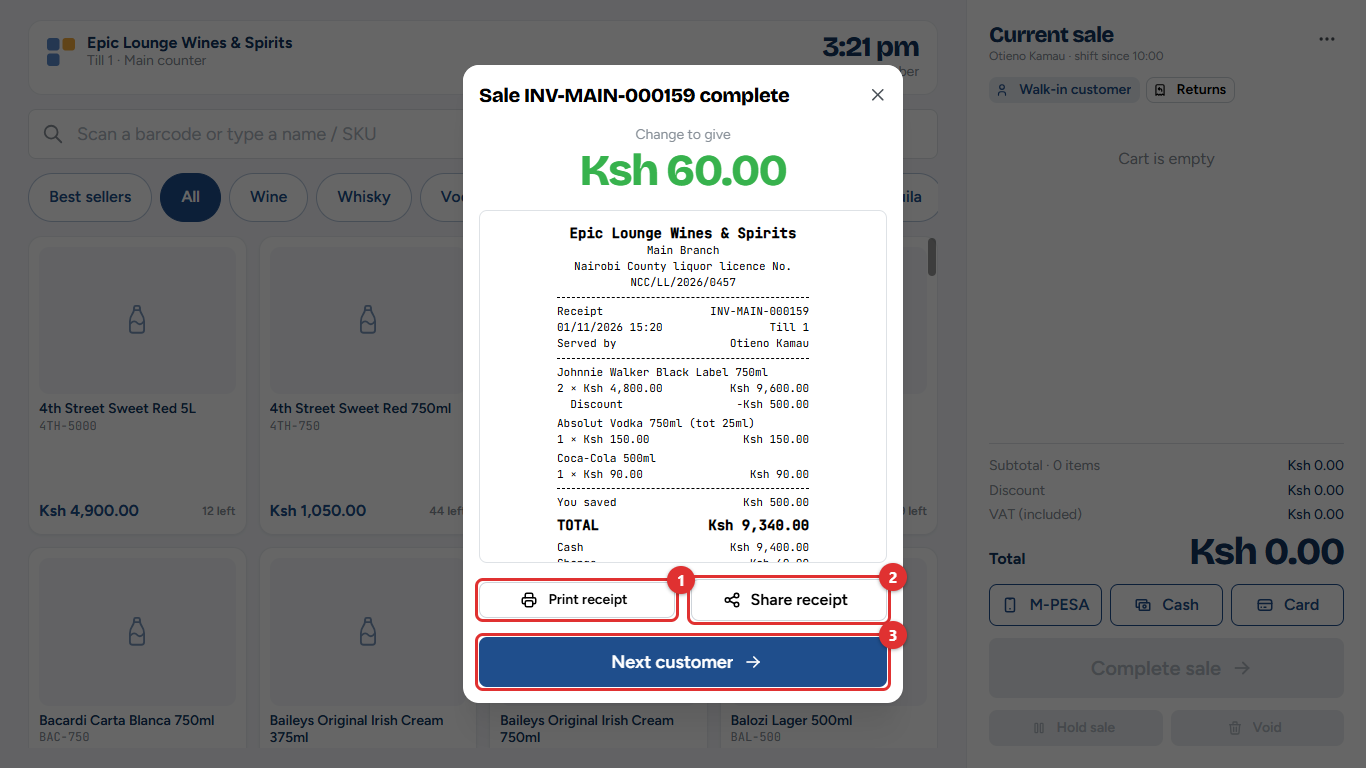 Epic Lounge Wines & Spirits
Till 1 · Main counter
3:21 pm
Scan a barcode or type a name / SKU
Best sellers
All
Wine
Whisky
4th Street Sweet Red 5L
4TH-5000
Ksh 4,900.00
12 left
4th Street Sweet Red 750ml
4TH-750
Ksh 1,050.00
44 left
Bacardi Carta Blanca 750ml
BAC-750
Baileys Original Irish Cream
375ml
Baileys Original Irish Cream
750ml
Balozi Lager 500ml
BAL-500
Sale INV-MAIN-000159 complete
Change to give
Ksh 60.00
Epic Lounge Wines & Spirits
Main Branch
Nairobi County liquor licence No.
NCC/LL/2026/0457
Receipt INV-MAIN-000159
01/11/2026 15:20 Till 1
Served by Otieno Kamau
Johnnie Walker Black Label 750ml
2 × Ksh 4,800.00 Ksh 9,600.00
Discount -Ksh 500.00
Absolut Vodka 750ml (tot 25ml)
1 × Ksh 150.00 Ksh 150.00
Coca-Cola 500ml
1 × Ksh 90.00 Ksh 90.00
You saved Ksh 500.00
TOTAL Ksh 9,340.00
Cash Ksh 9,400.00
1
Print receipt
2
Share receipt
3
Next customer
Current sale
Otieno Kamau · shift since 10:00
Walk-in customer
Returns
Cart is empty
Subtotal · 0 items Ksh 0.00
Discount Ksh 0.00
VAT (included) Ksh 0.00
Total Ksh 0.00
M-PESA
Cash
Card
Complete sale
Hold sale
Void